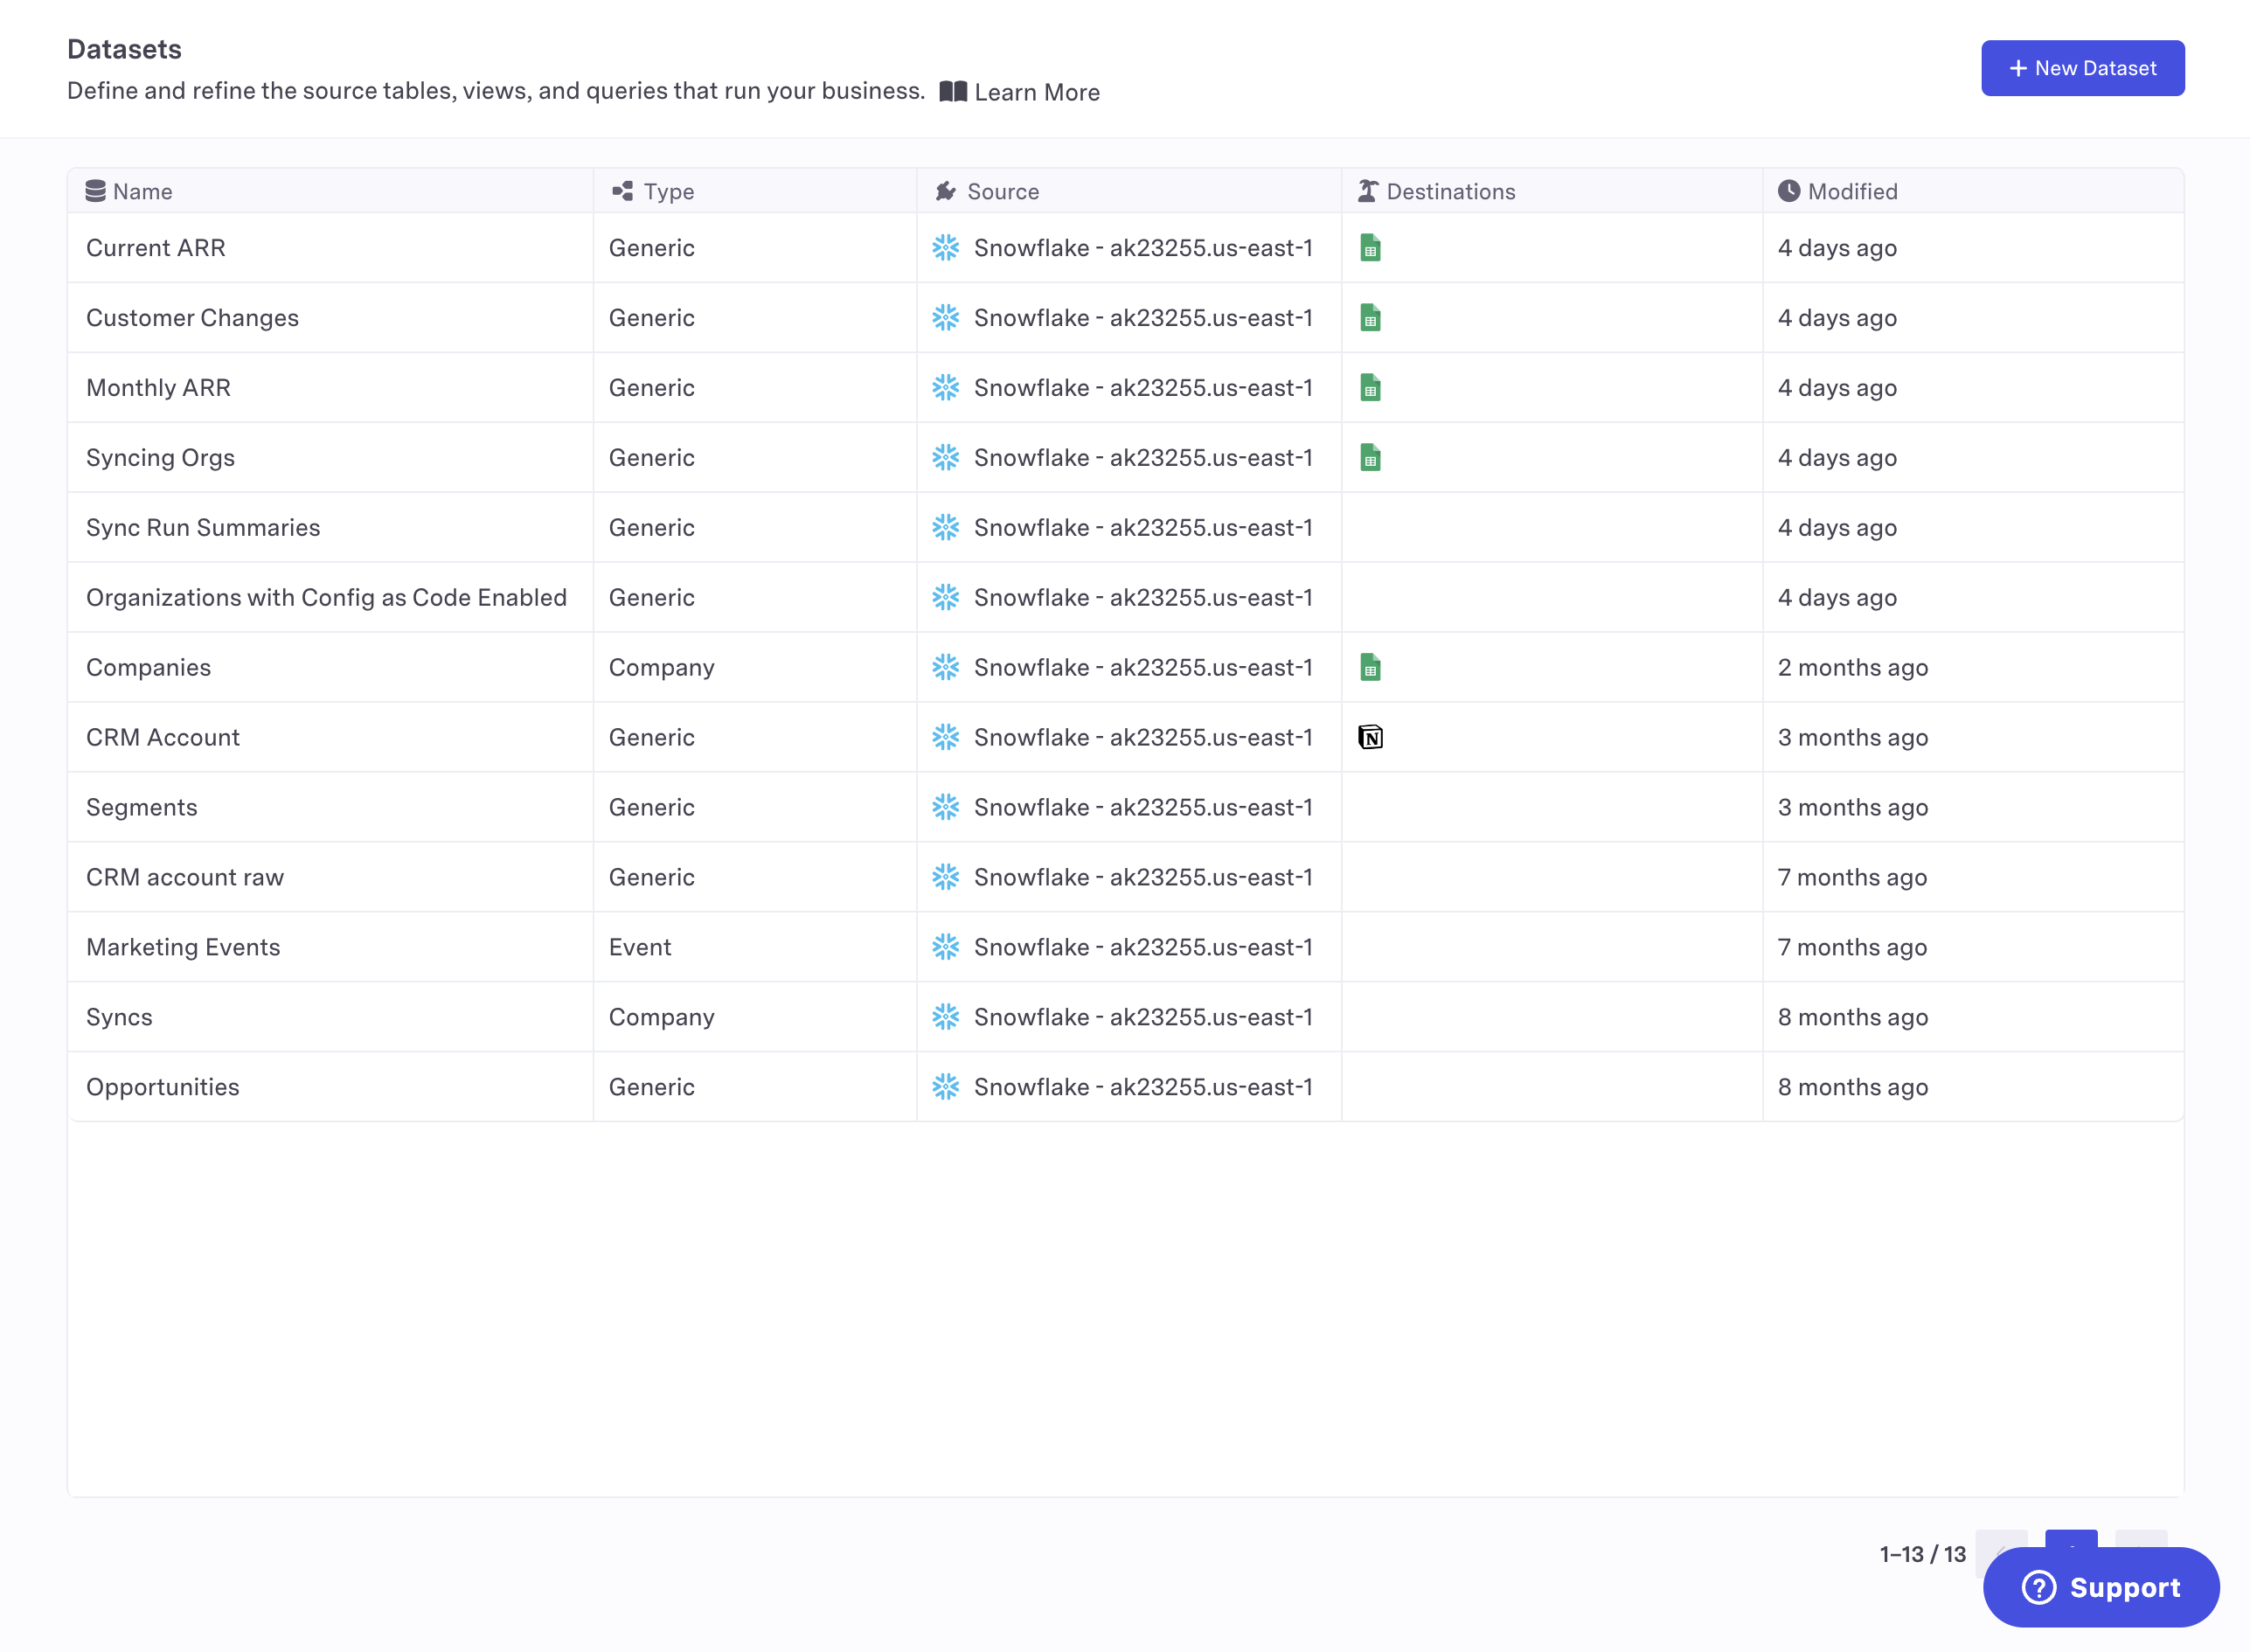 Datasets
Define and refine the source tables, views, and queries that run your business. Learn More
+ New Dataset
Name Type Source Destinations Modified
Current ARR Generic Snowflake - ak23255.us-east-1 4 days ago
Customer Changes Generic Snowflake - ak23255.us-east-1 4 days ago
Monthly ARR Generic Snowflake - ak23255.us-east-1 4 days ago
Syncing Orgs Generic Snowflake - ak23255.us-east-1 4 days ago
Sync Run Summaries Generic Snowflake - ak23255.us-east-1 4 days ago
Organizations with Config as Code Enabled Generic Snowflake - ak23255.us-east-1 4 days ago
Companies Company Snowflake - ak23255.us-east-1 2 months ago
CRM Account Generic Snowflake - ak23255.us-east-1 N 3 months ago
Segments Generic Snowflake - ak23255.us-east-1 3 months ago
CRM account raw Generic Snowflake - ak23255.us-east-1 7 months ago
Marketing Events Event Snowflake - ak23255.us-east-1 7 months ago
Syncs Company Snowflake - ak23255.us-east-1 8 months ago
Opportunities Generic Snowflake - ak23255.us-east-1 8 months ago
1–13 / 13
? Support